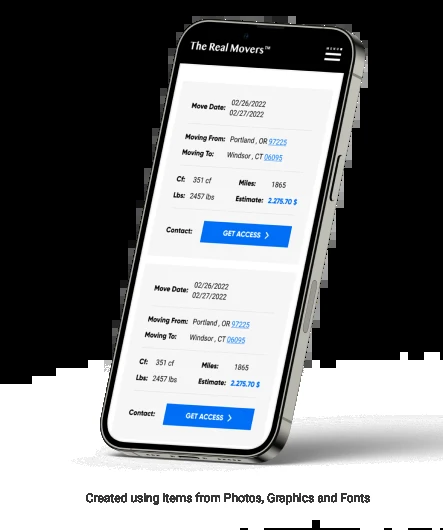 The Real Movers™
MENU
Move Date: 02/26/2022
02/27/2022
Moving From: Portland , OR 97225
Moving To: Windsor , CT 06095
Cf: 351 cf Miles: 1865
Lbs: 2457 lbs Estimate: 2.275.70 $
Contact: GET ACCESS >
Move Date: 02/26/2022
02/27/2022
Moving From: Portland , OR 97225
Moving To: Windsor , CT 06095
Cf: 351 cf Miles: 1865
Lbs: 2457 lbs Estimate: 2.275.70 $
Contact: GET ACCESS >
Created using items from Photos, Graphics and Fonts